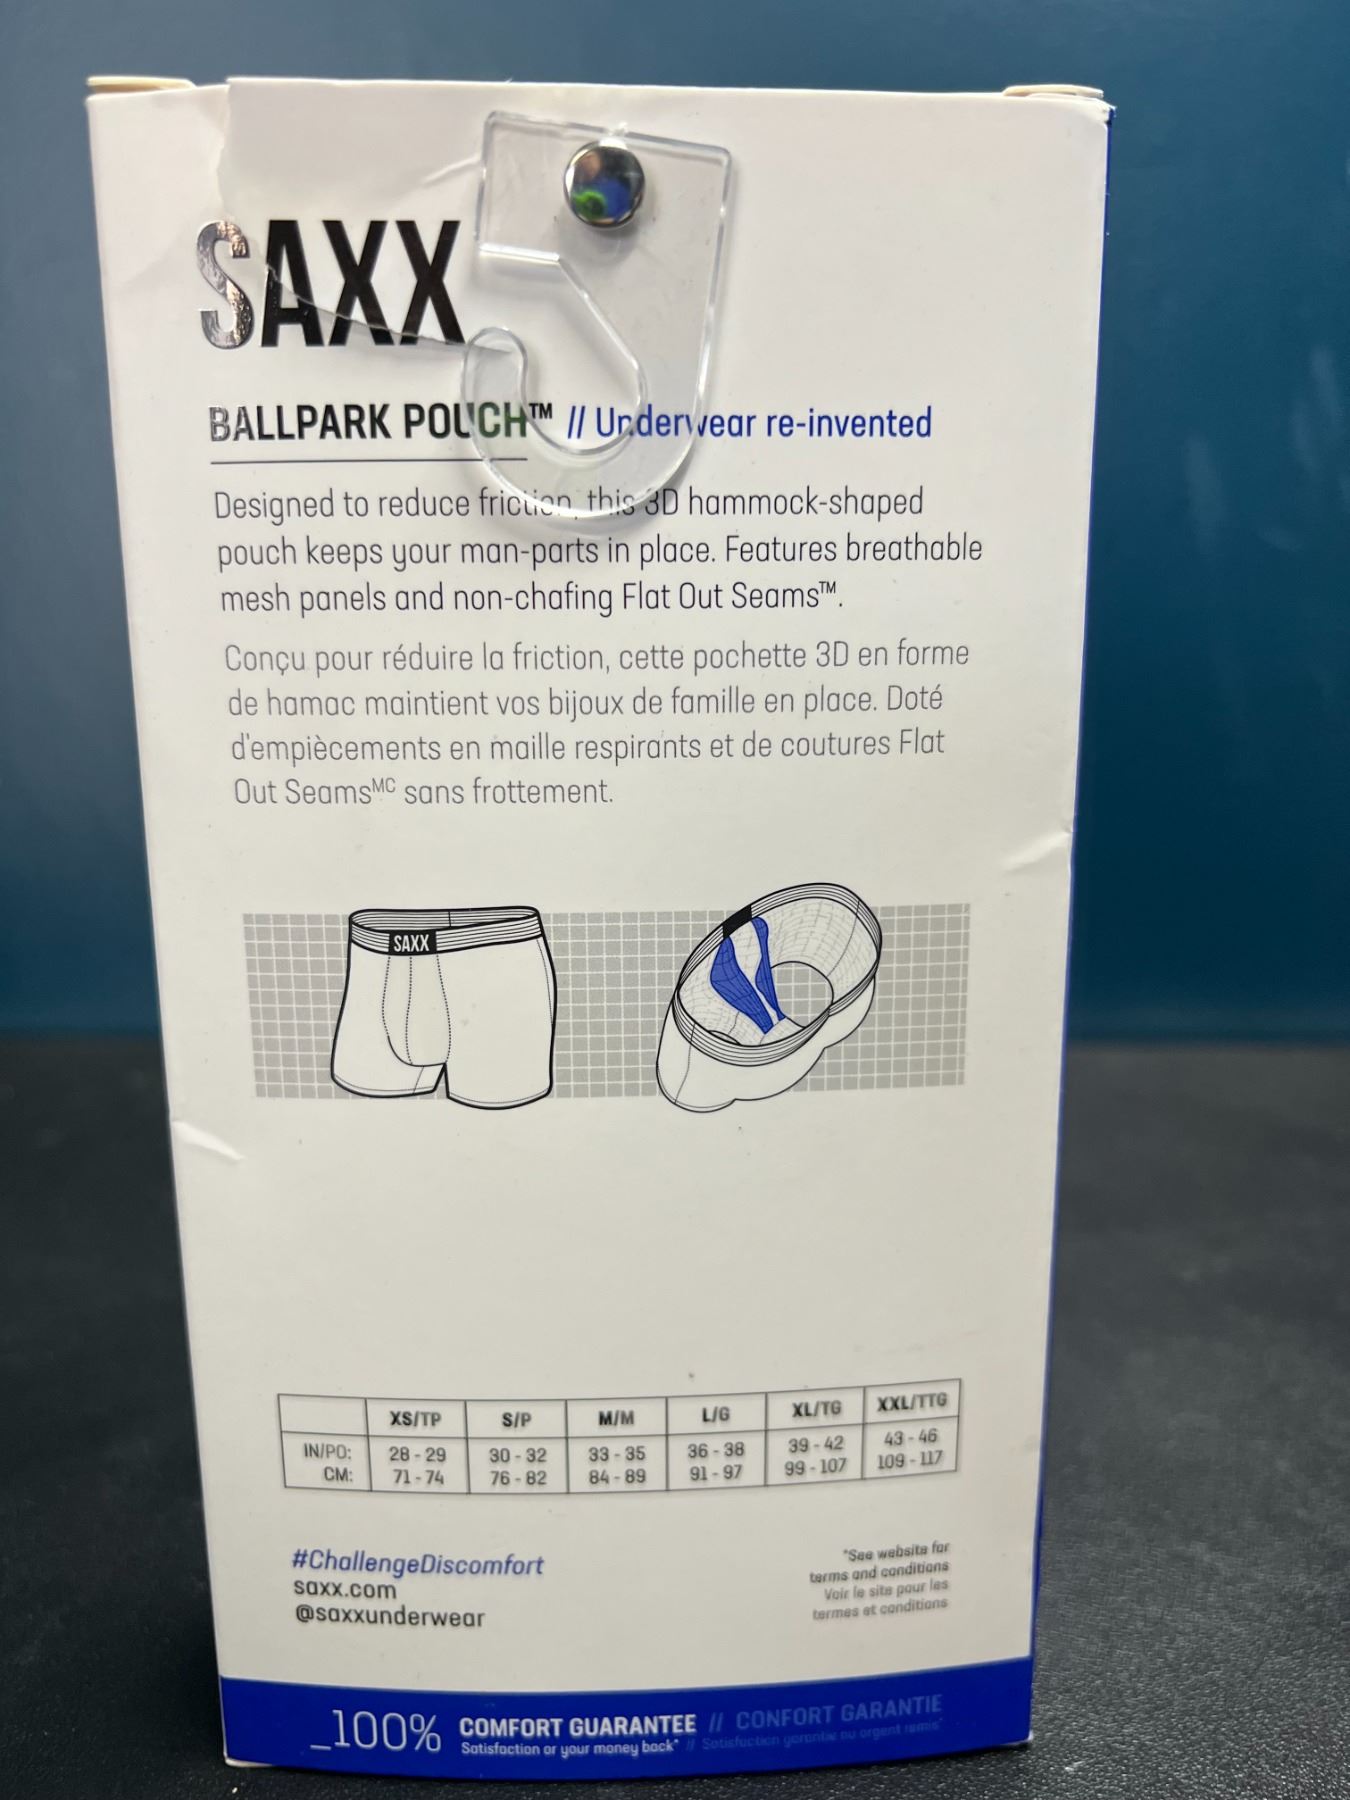 SAXX
BALLPARK POUCH™ // Underwear re-invented
Designed to reduce friction, this 3D hammock-shaped
pouch keeps your man-parts in place. Features breathable
mesh panels and non-chafing Flat Out Seams™.
Conçu pour réduire la friction, cette pochette 3D en forme
de hamac maintient vos bijoux de famille en place. Doté
d'empiècements en maille respirants et de coutures Flat
Out Seamsᴹᶜ sans frottement.
SAXX
XS/TP S/P M/M L/G XL/TG XXL/TTG
IN/PO: 28 - 29 30 - 32 33 - 35 36 - 38 39 - 42 43 - 46
CM: 71 - 74 76 - 82 84 - 89 91 - 97 99 - 107 109 - 117
#ChallengeDiscomfort
saxx.com
@saxxunderwear
*See website for
terms and conditions
Voir le site pour les
termes et conditions
_100% COMFORT GUARANTEE // CONFORT GARANTIE
Satisfaction or your money back* // Satisfaction garantie ou argent remis*